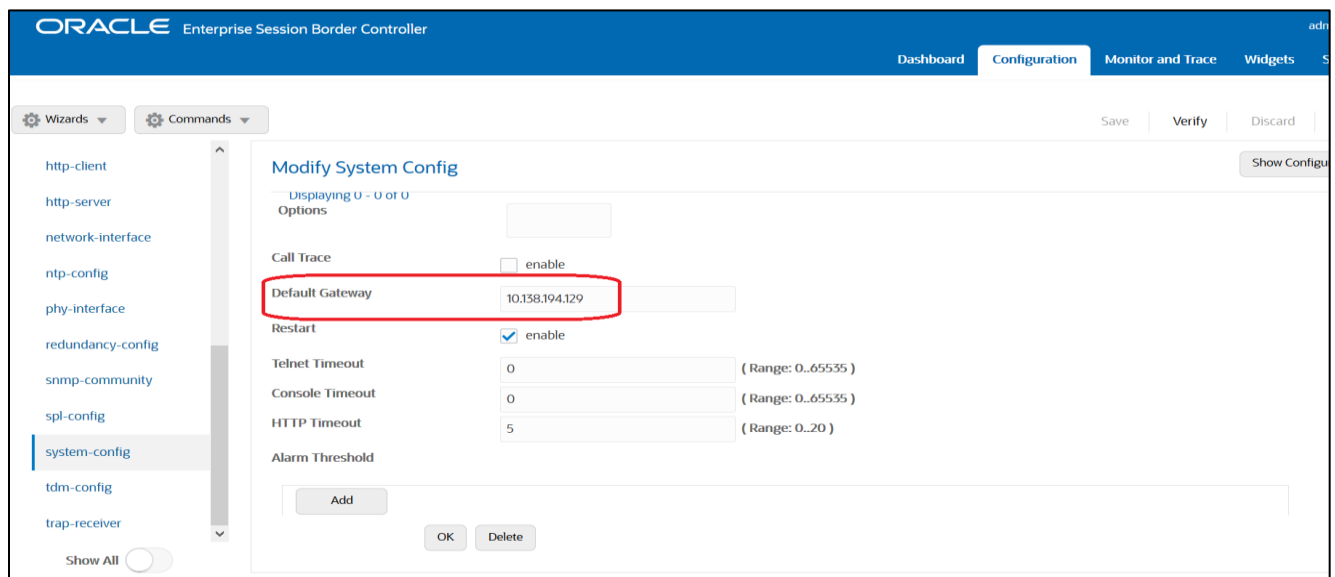 ORACLE Enterprise Session Border Controller
adn
Dashboard Configuration Monitor and Trace Widgets S
Wizards Commands
Save Verify Discard
http-client
http-server
network-interface
ntp-config
phy-interface
redundancy-config
snmp-community
spl-config
system-config
tdm-config
trap-receiver
Show All
Modify System Config
Show Configu
Displaying 0 - 0 of 0
Options
Call Trace enable
Default Gateway 10.138.194.129
Restart enable
Telnet Timeout 0 ( Range: 0..65535 )
Console Timeout 0 ( Range: 0..65535 )
HTTP Timeout 5 ( Range: 0..20 )
Alarm Threshold
Add
OK Delete